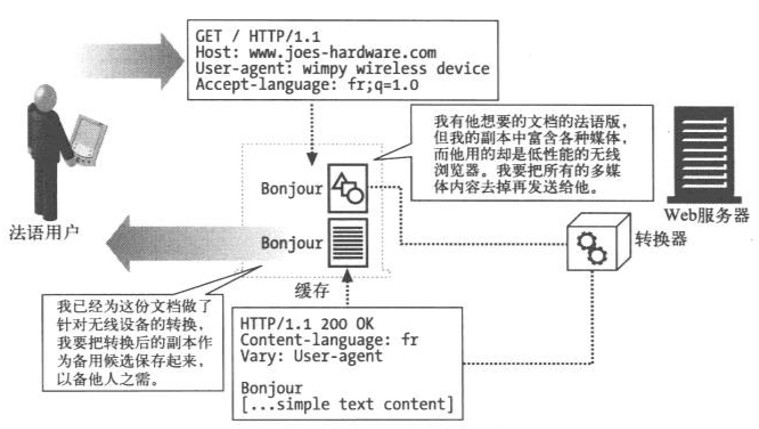 GET / HTTP/1.1
Host: www.joes-hardware.com
User-agent: wimpy wireless device
Accept-language: fr;q=1.0
我有他想要的文档的法语版，
但我的副本中富含各种媒体，
而他用的却是低性能的无线
浏览器。我要把所有的多媒
体内容去掉再发送给他。
Bonjour
Web服务器
法语用户
Bonjour
转换器
缓存
我已经为这份文档做了
针对无线设备的转换，
我要把转换后的副本作
为备用候选保存起来，
以备他人之需。
HTTP/1.1 200 OK
Content-language: fr
Vary: User-agent
Bonjour
[...simple text content]